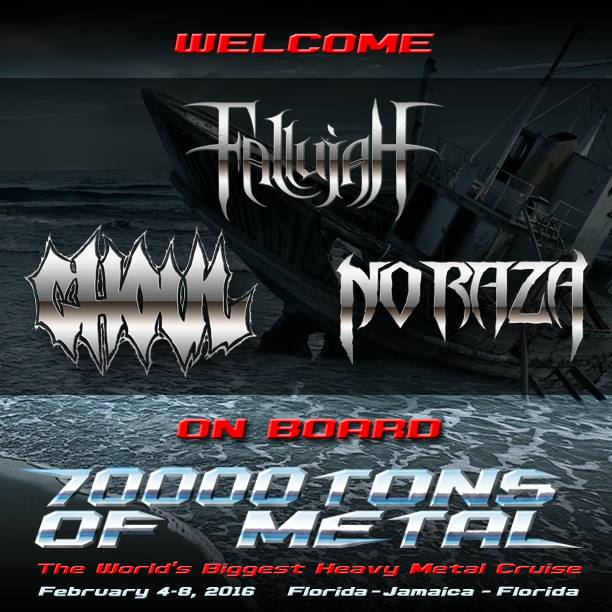 WELCOME
FALLUJAH
GHOUL
NO RAZA
ON BOARD
70000 TONS
OF METAL
The World's Biggest Heavy Metal Cruise
February 4-8, 2016 Florida - Jamaica - Florida